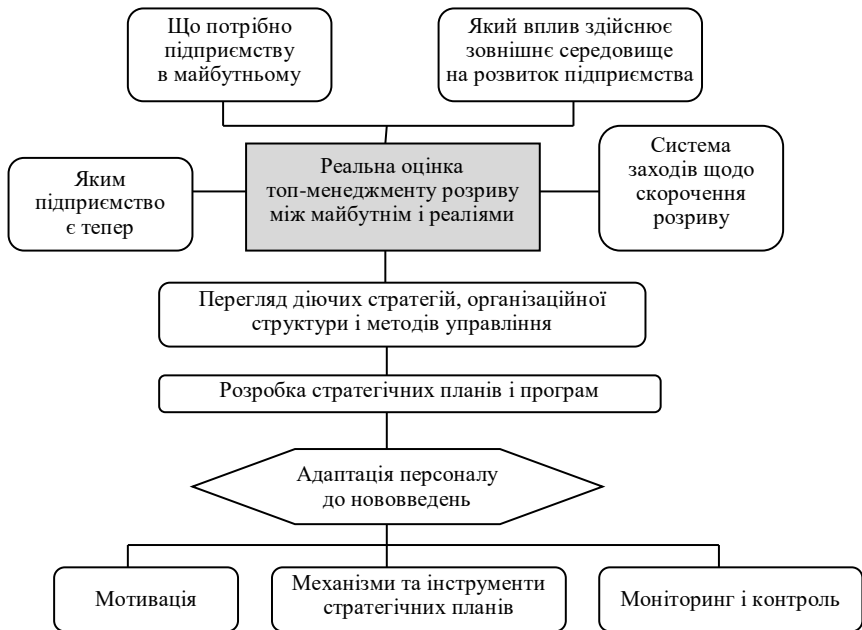 Що потрібно
підприємству
в майбутньому
Який вплив здійснює
зовнішнє середовище
на розвиток підприємства
Яким
підприємство
є тепер
Реальна оцінка
топ-менеджменту розриву
між майбутнім і реаліями
Система
заходів щодо
скорочення
розриву
Перегляд діючих стратегій, організаційної
структури і методів управління
Розробка стратегічних планів і програм
Адаптація персоналу
до нововведень
Мотивація
Механізми та інструменти
стратегічних планів
Моніторинг і контроль